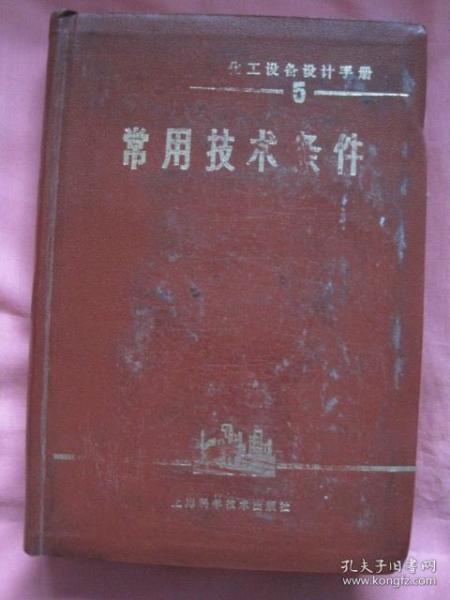 化工设备设计手册
5
常用技术条件
上海科学技术出版社
孔夫子旧书网
www.kongfz.com